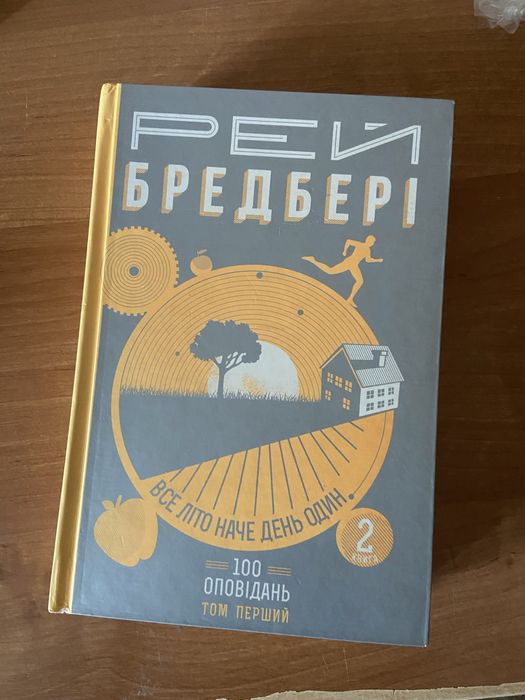 РЕЙ
БРЕДБЕРІ
ВСЕ ЛІТО НАЧЕ ДЕНЬ ОДИН
2
КНИГА
100
ОПОВІДАНЬ
ТОМ ПЕРШИЙ